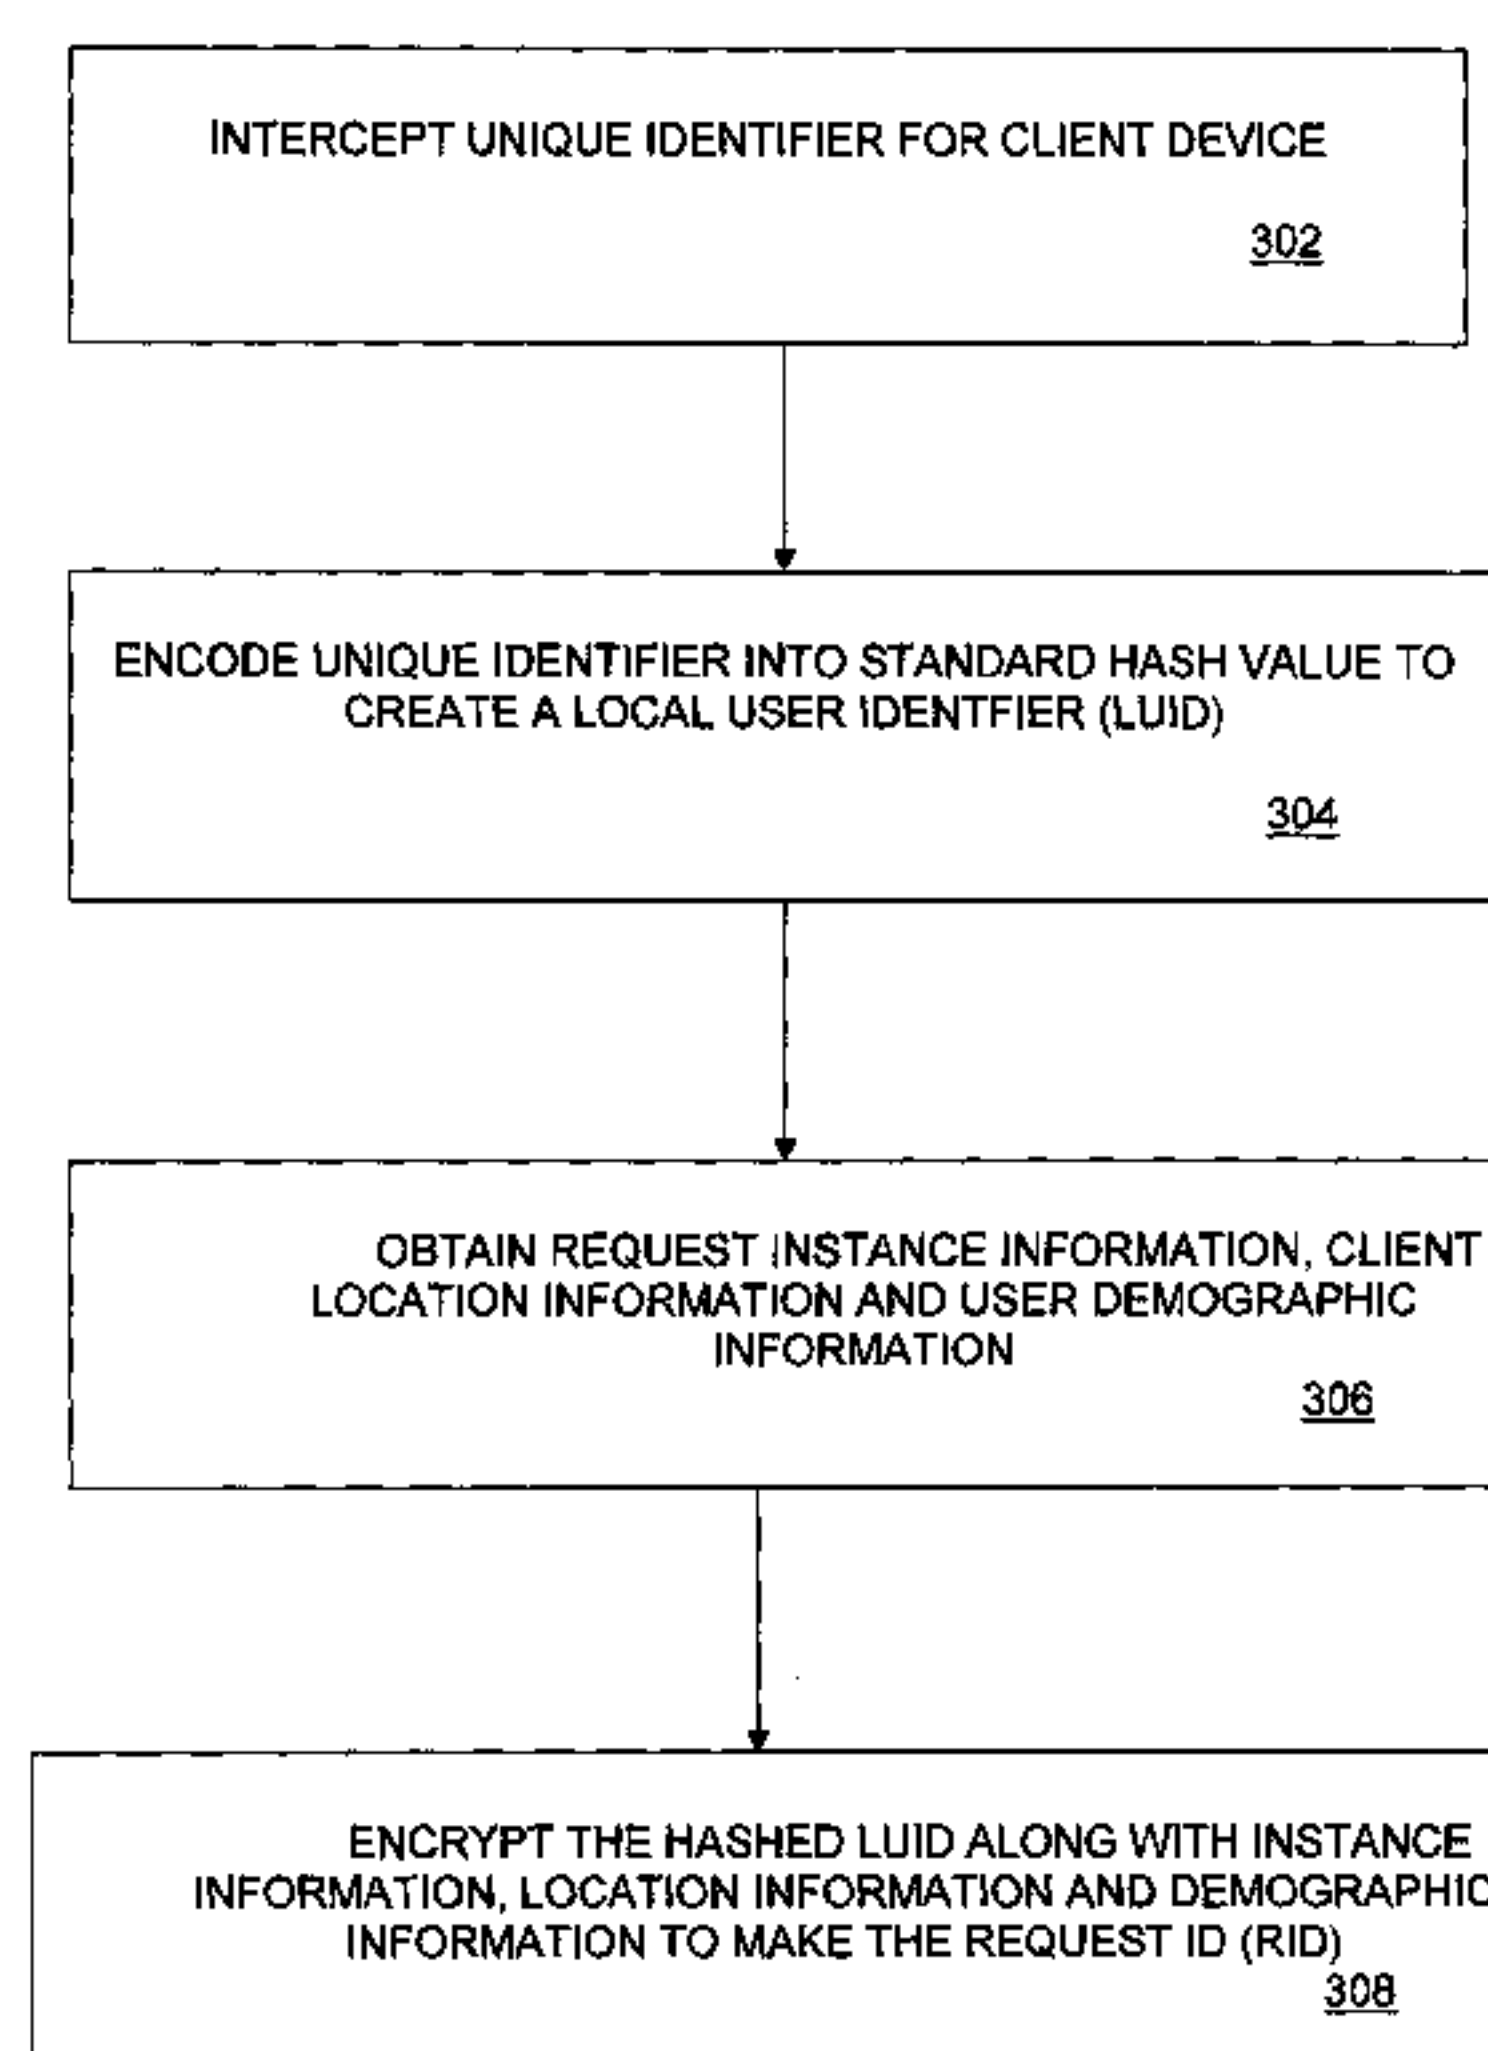 INTERCEPT UNIQUE IDENTIFIER FOR CLIENT DEVICE
302
ENCODE UNIQUE IDENTIFIER INTO STANDARD HASH VALUE TO
CREATE A LOCAL USER IDENTFIER (LUID)
304
OBTAIN REQUEST INSTANCE INFORMATION, CLIENT
LOCATION INFORMATION AND USER DEMOGRAPHIC
INFORMATION
306
ENCRYPT THE HASHED LUID ALONG WITH INSTANCE
INFORMATION, LOCATION INFORMATION AND DEMOGRAPHIC
INFORMATION TO MAKE THE REQUEST ID (RID)
308